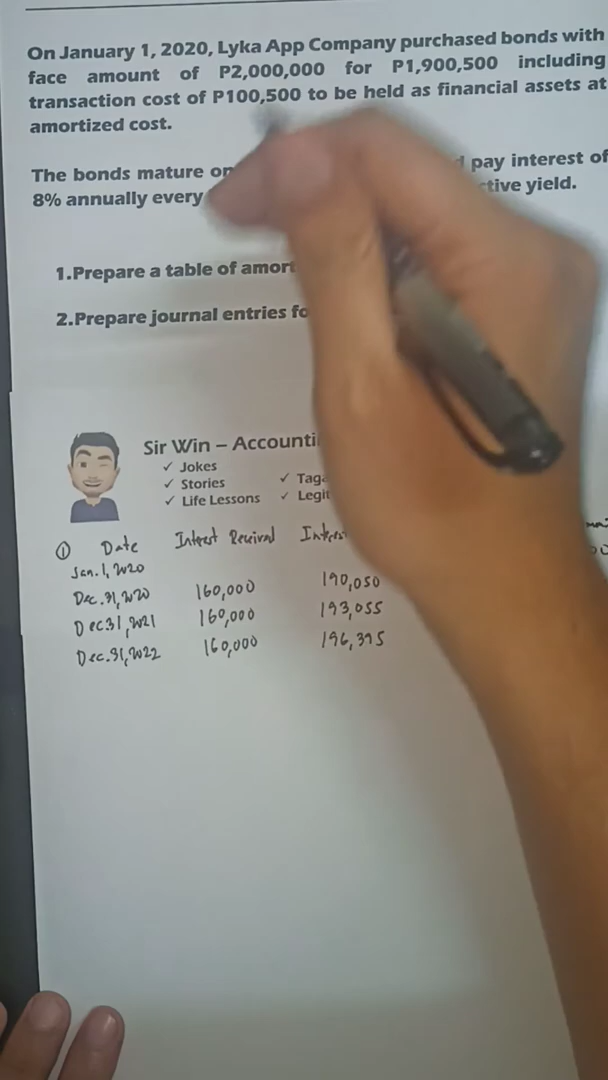 On January 1, 2020, Lyka App Company purchased bonds with
face amount of P2,000,000 for P1,900,500 including
transaction cost of P100,500 to be held as financial assets at
amortized cost.
The bonds mature on pay interest of
8% annually every yield.
1.Prepare a table of
2.Prepare journal entries
Sir Win –
✓ Jokes
✓ Stories ✓
✓ Life Lessons ✓ Legit
① Date Interest Received
Jan. 1, 2020
Dec. 31, 2020 160,000 190,050
Dec 31, 2021 160,000 193,055
Dec. 31, 2022 160,000 196,395